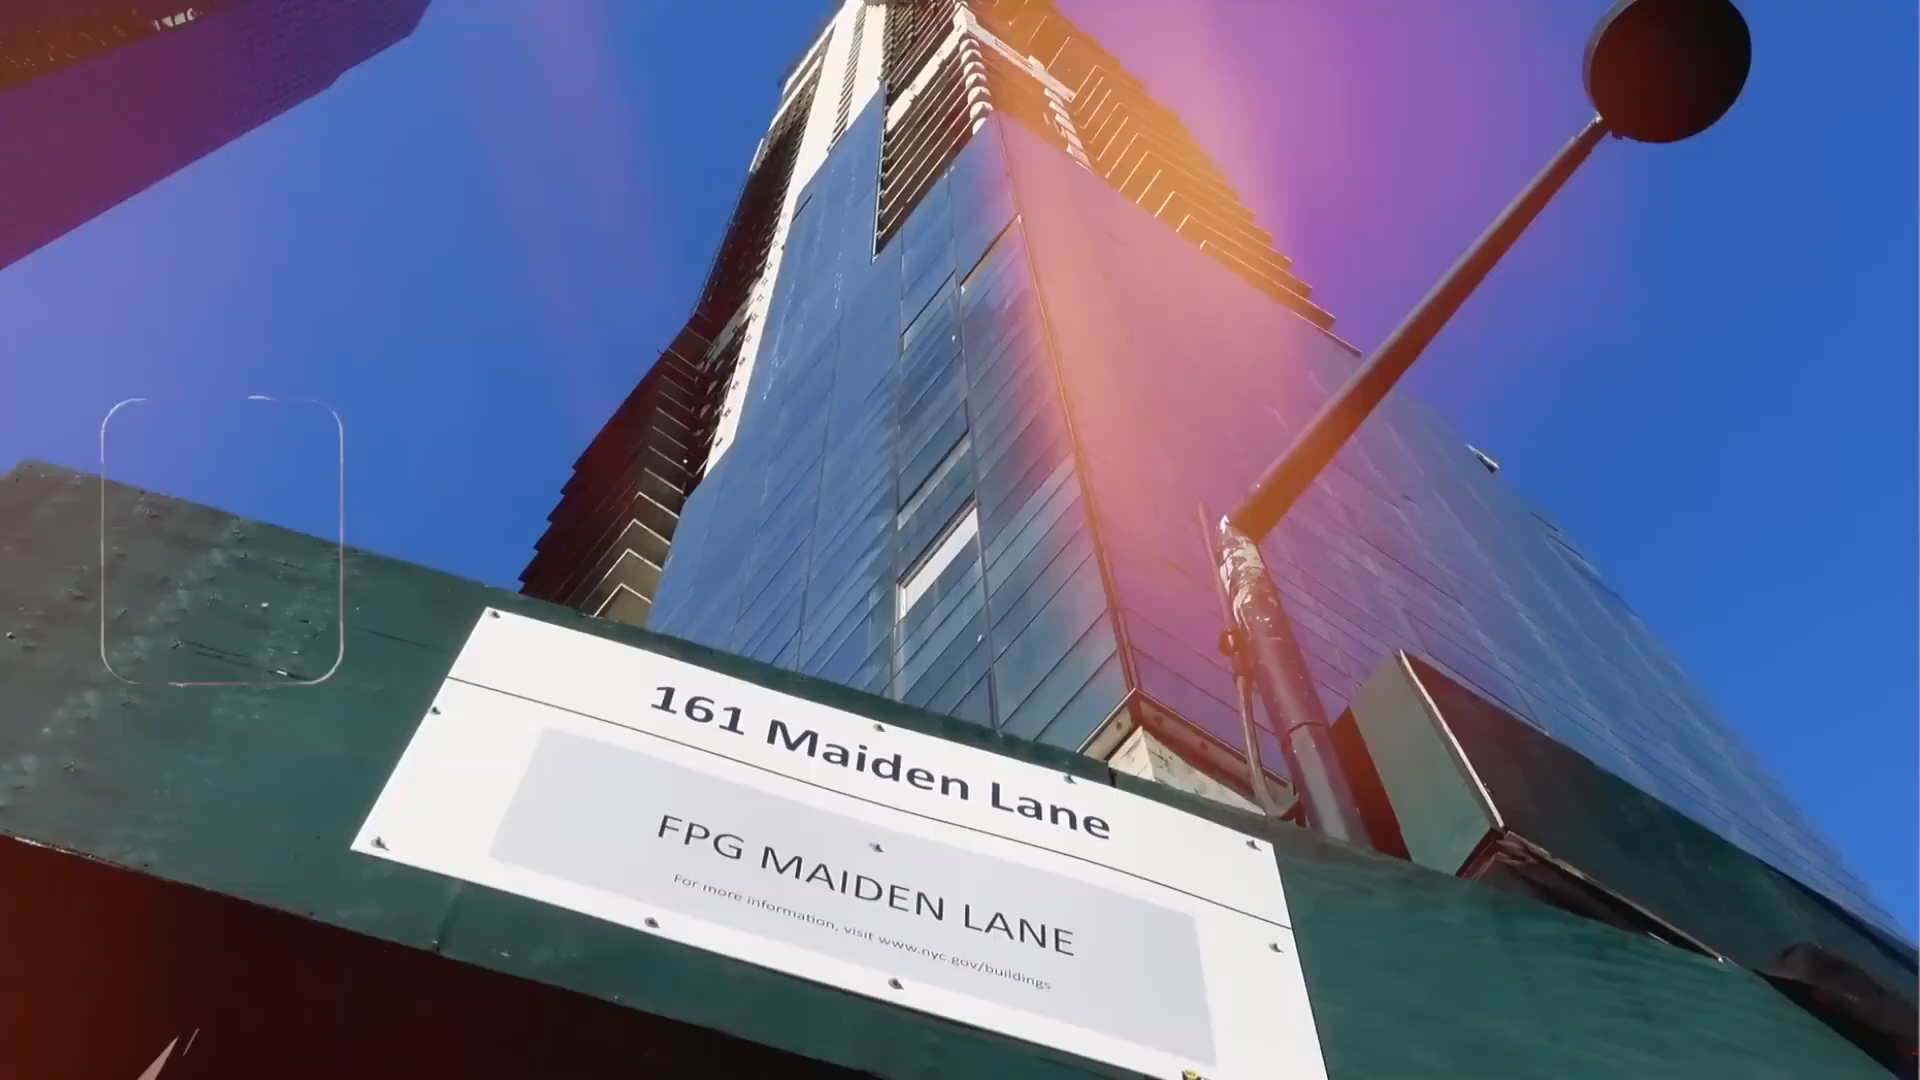 161 Maiden Lane
FPG MAIDEN LANE
For more information, visit www.nyc.gov/buildings